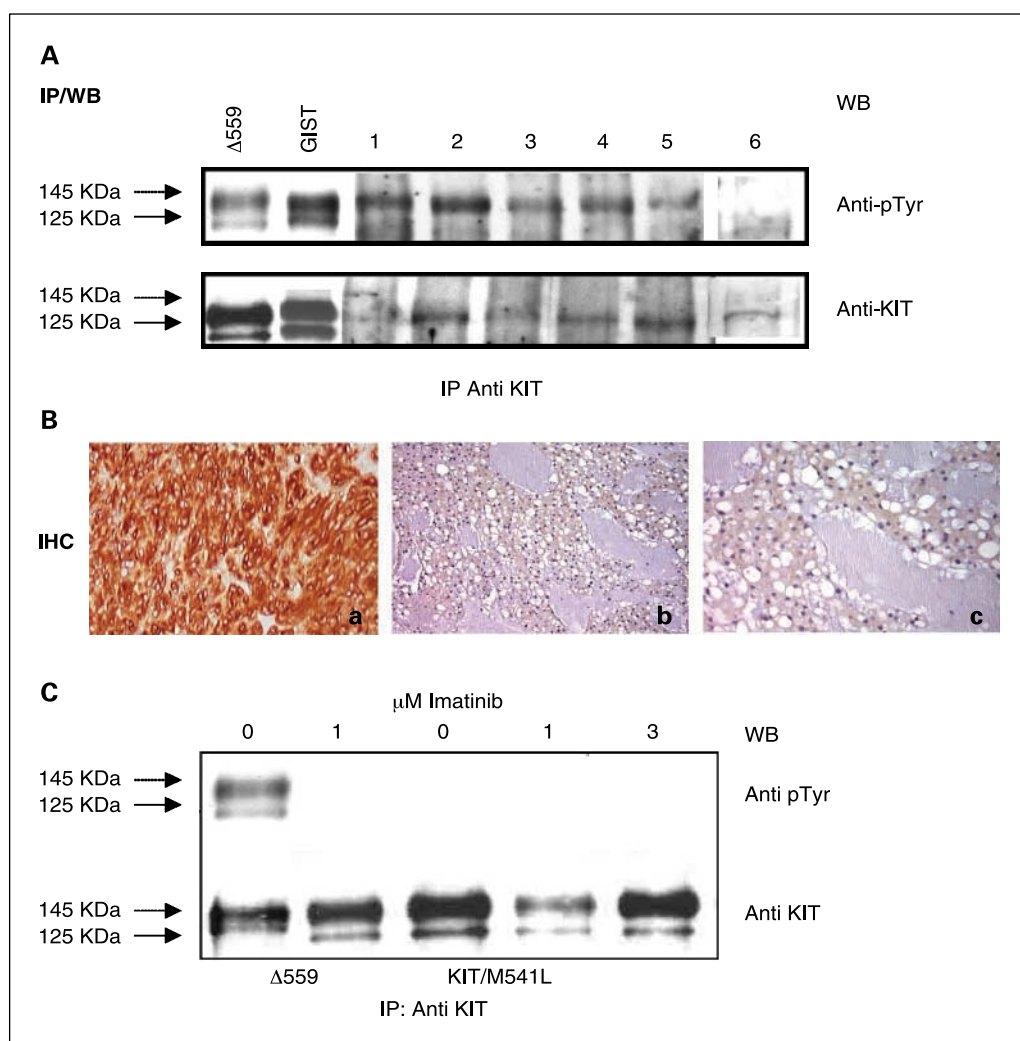 A
IP/WB
Δ559 GIST 1 2 3 4 5 6 WB
145 KDa
125 KDa
Anti-pTyr
145 KDa
125 KDa
Anti-KIT
IP Anti KIT
B
IHC
a b c
C
µM Imatinib
0 1 0 1 3 WB
145 KDa
125 KDa
Anti pTyr
145 KDa
125 KDa
Anti KIT
Δ559 KIT/M541L
IP: Anti KIT